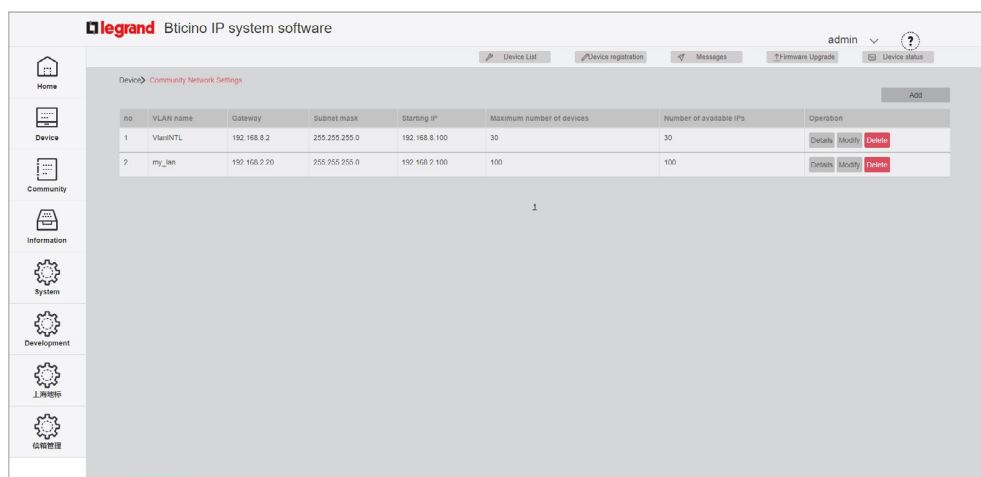 legrand Bticino IP system software
admin ?
Device List Device registration Messages Firmware Upgrade Device status
Home
Device Community Network Settings
Add
no VLAN name Gateway Subnet mask Starting IP Maximum number of devices Number of available IPs Operation
1 VlanINTL 192.168.8.2 255.255.255.0 192.168.8.100 30 30 Details Modify Delete
Device
2 my_lan 192.168.2.20 255.255.255.0 192.168.2.100 100 100 Details Modify Delete
Community
1
Information
System
Development
上海地标
信箱管理